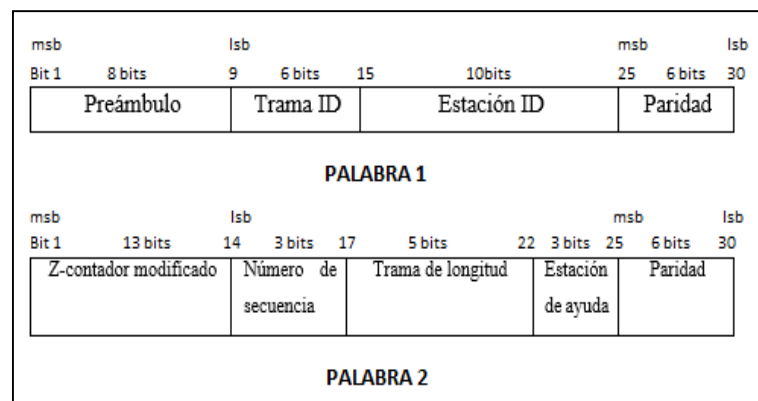 msb lsb msb lsb
Bit 1 8 bits 9 6 bits 15 10bits 25 6 bits 30
Preámbulo Trama ID Estación ID Paridad
PALABRA 1
msb lsb msb lsb
Bit 1 13 bits 14 3 bits 17 5 bits 22 3 bits 25 6 bits 30
Z-contador modificado Número de Trama de longitud Estación Paridad
secuencia de ayuda
PALABRA 2